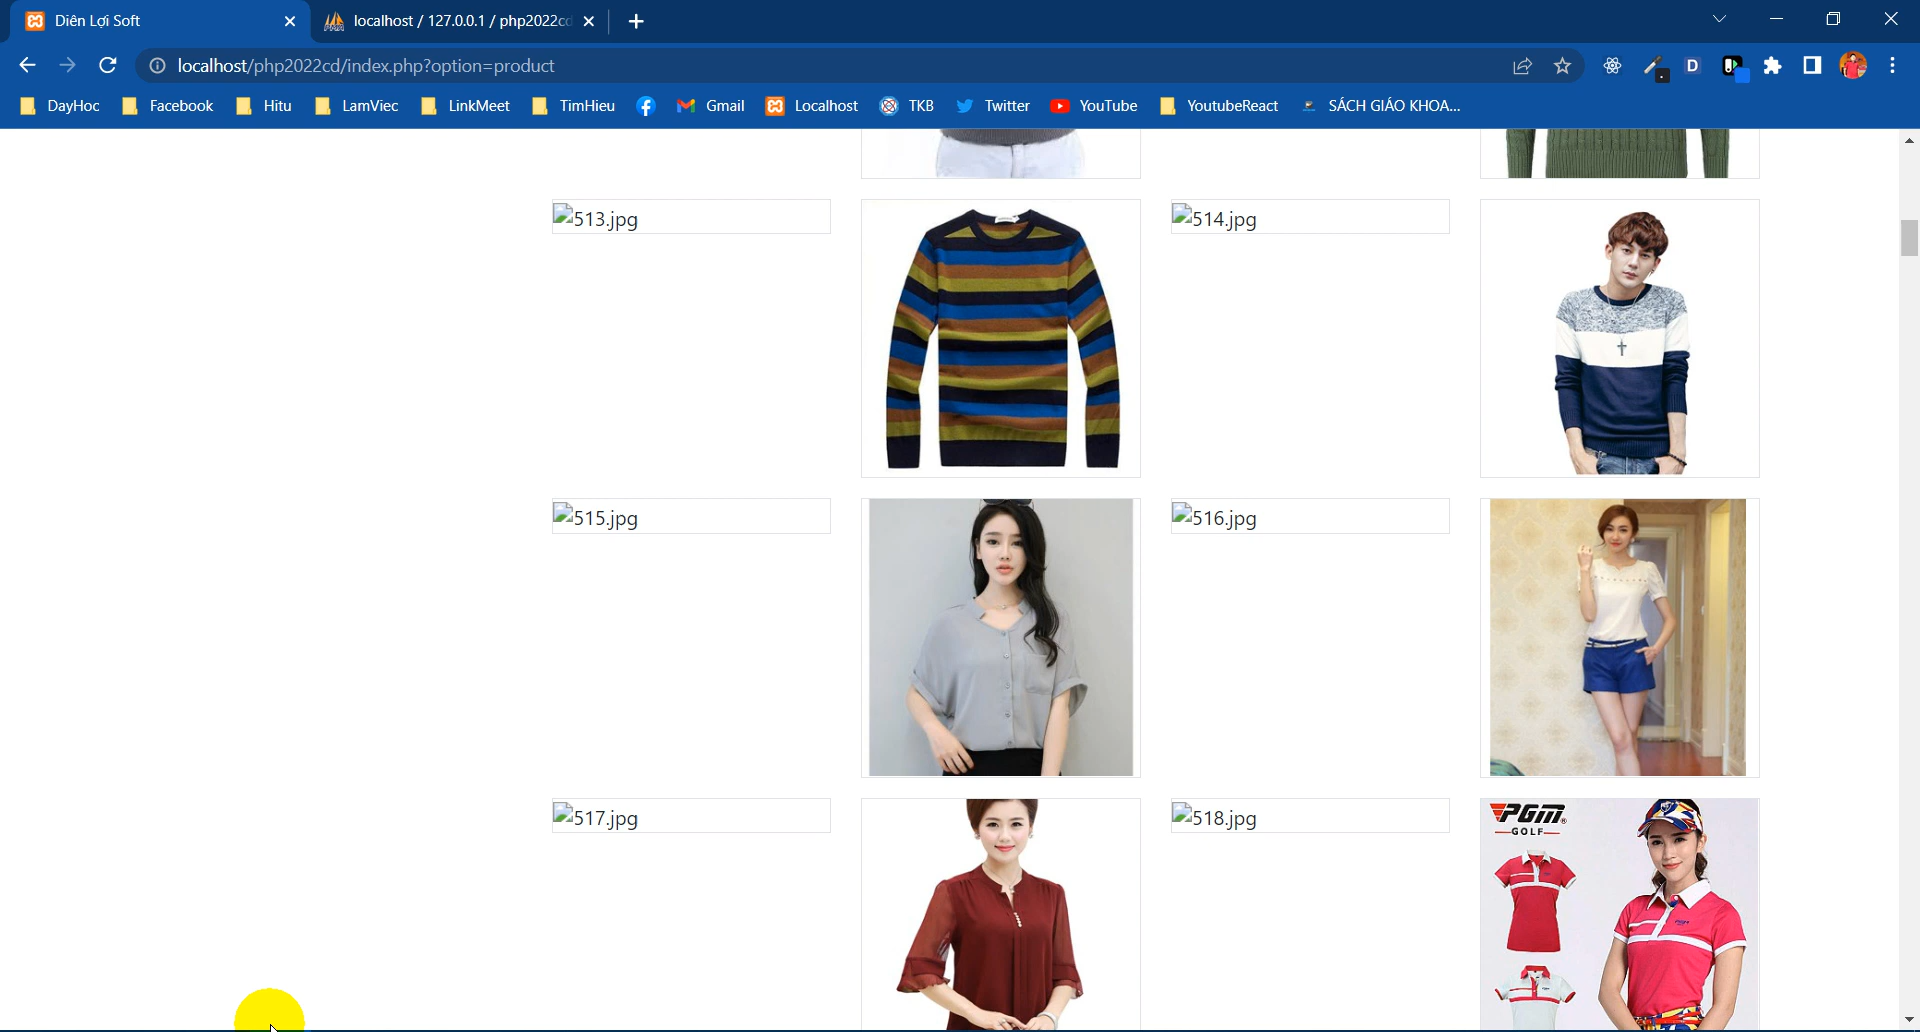 Diên Lợi Soft
localhost / 127.0.0.1 / php2022cd
localhost/php2022cd/index.php?option=product
DayHoc
Facebook
Hitu
LamViec
LinkMeet
TimHieu
Gmail
Localhost
TKB
Twitter
YouTube
YoutubeReact
SÁCH GIÁO KHOA...
513.jpg
514.jpg
515.jpg
516.jpg
517.jpg
518.jpg
PGM
GOLF